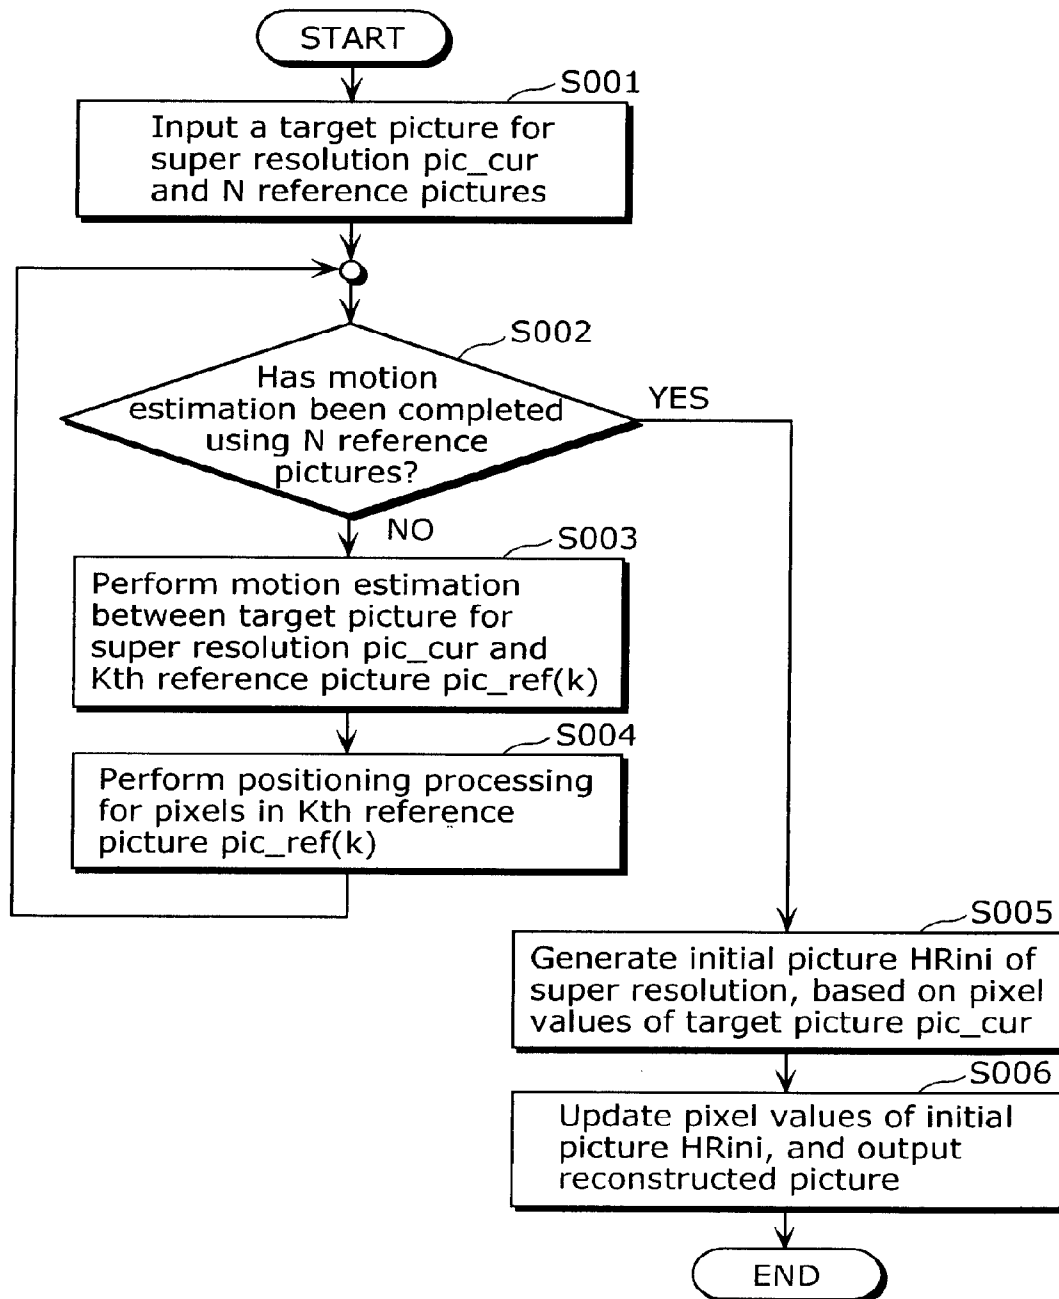 START
S001
Input a target picture for
super resolution pic_cur
and N reference pictures
S002
Has motion
estimation been completed
using N reference
pictures?
YES
NO
S003
Perform motion estimation
between target picture for
super resolution pic_cur and
Kth reference picture pic_ref(k)
S004
Perform positioning processing
for pixels in Kth reference
picture pic_ref(k)
S005
Generate initial picture HRini of
super resolution, based on pixel
values of target picture pic_cur
S006
Update pixel values of initial
picture HRini, and output
reconstructed picture
END